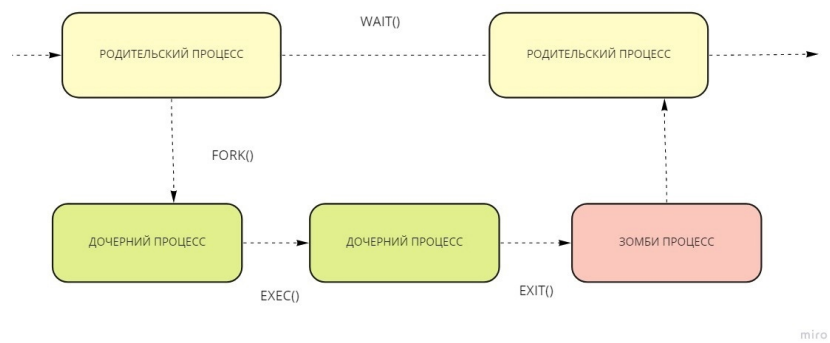 WAIT()
РОДИТЕЛЬСКИЙ ПРОЦЕСС
РОДИТЕЛЬСКИЙ ПРОЦЕСС
FORK()
ДОЧЕРНИЙ ПРОЦЕСС
ДОЧЕРНИЙ ПРОЦЕСС
ЗОМБИ ПРОЦЕСС
EXEC()
EXIT()
miro